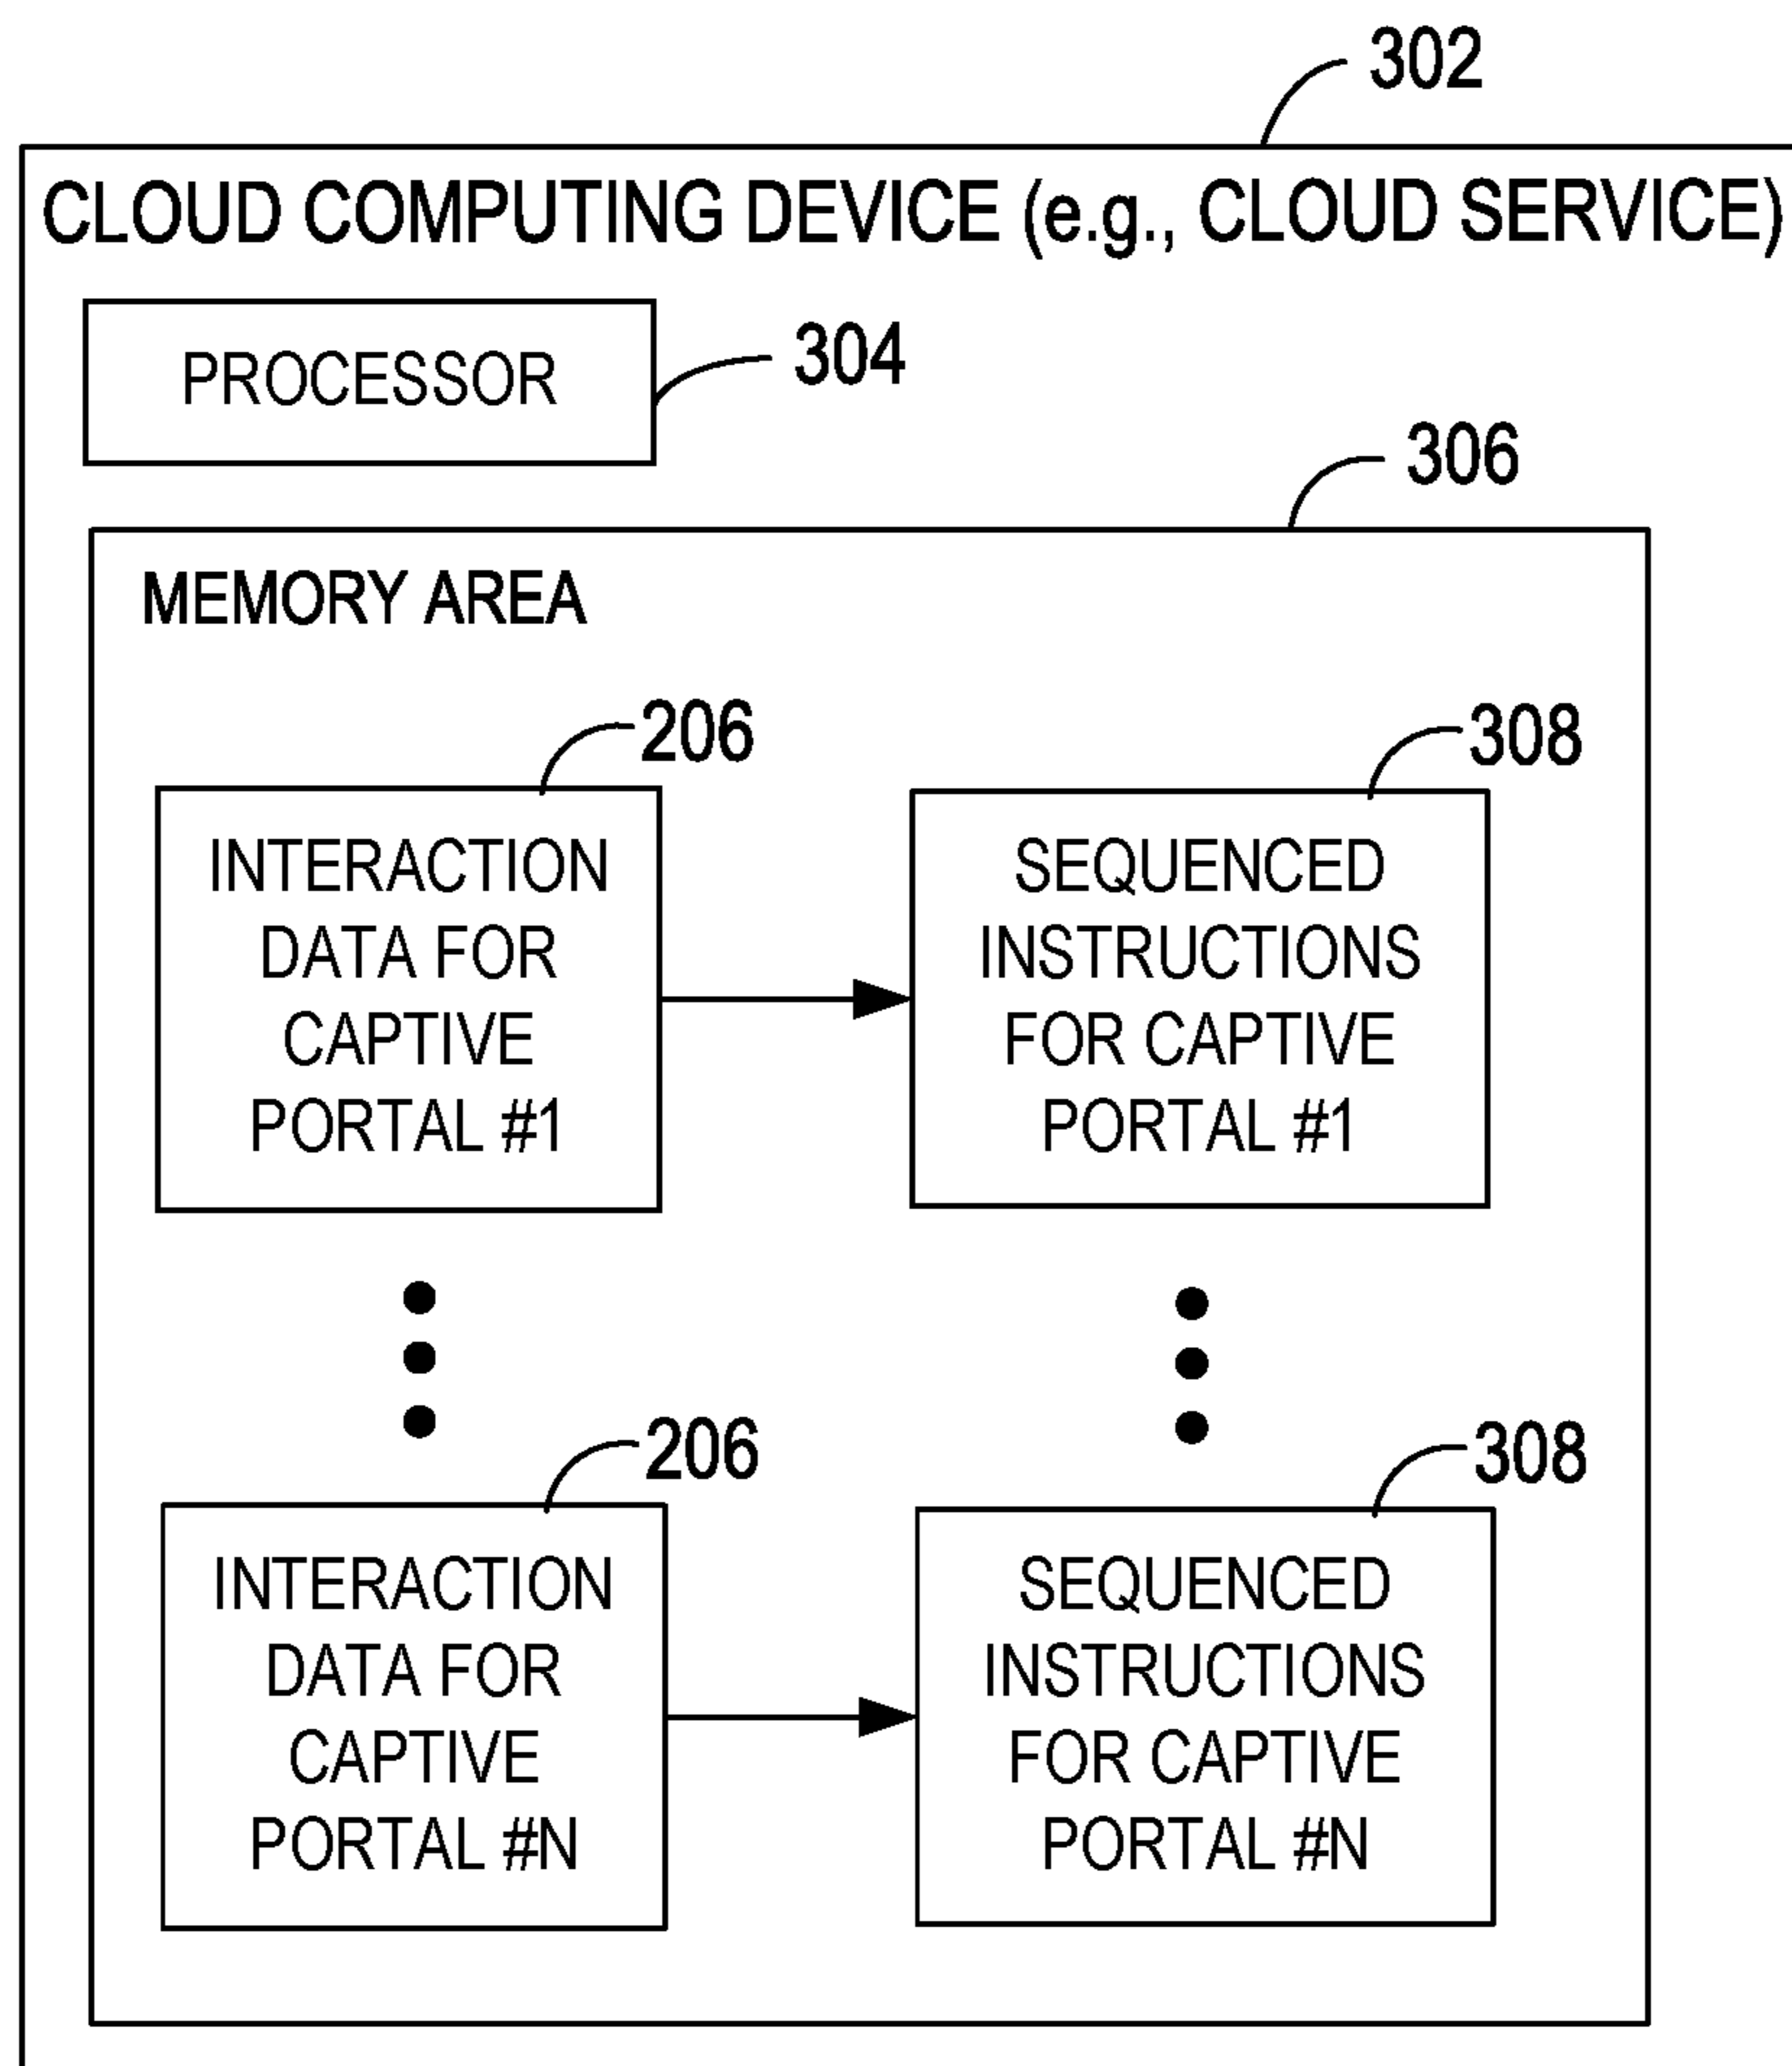 302
CLOUD COMPUTING DEVICE (e.g., CLOUD SERVICE)
PROCESSOR
304
306
MEMORY AREA
206
INTERACTION
DATA FOR
CAPTIVE
PORTAL #1
308
SEQUENCED
INSTRUCTIONS
FOR CAPTIVE
PORTAL #1
206
INTERACTION
DATA FOR
CAPTIVE
PORTAL #N
308
SEQUENCED
INSTRUCTIONS
FOR CAPTIVE
PORTAL #N